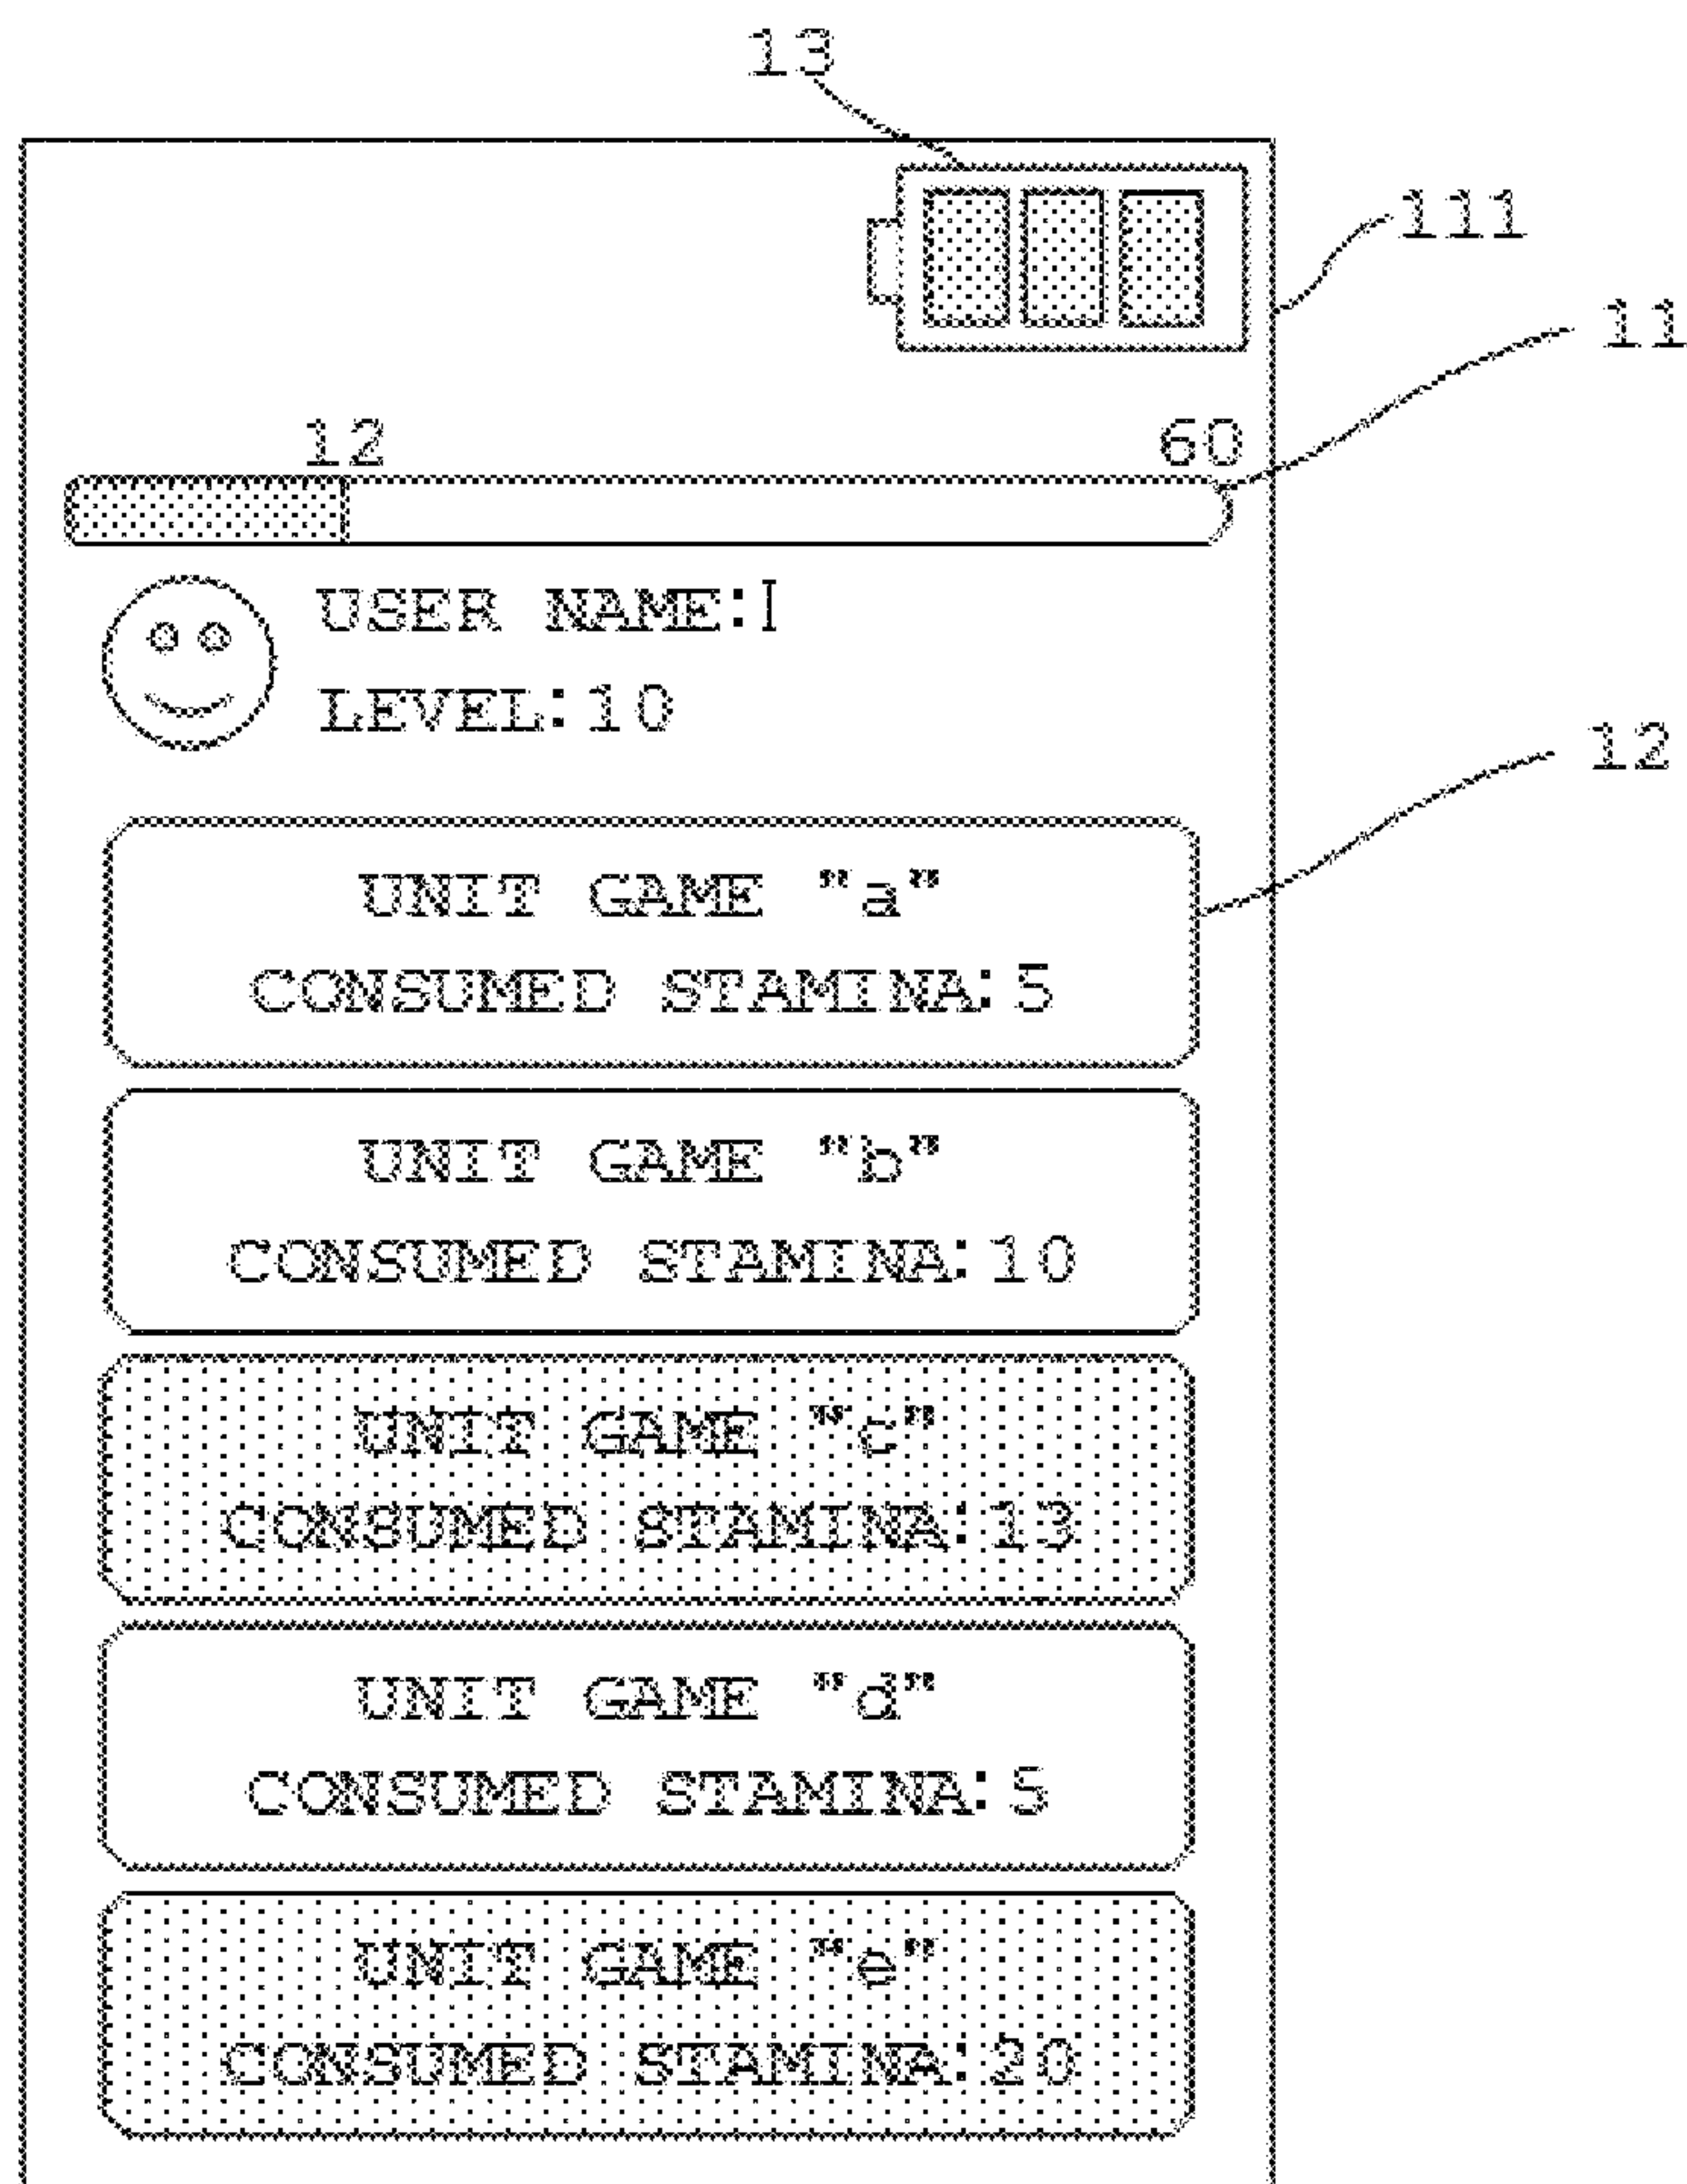 13
111
11
12 60
USER NAME:I
LEVEL:10
12
UNIT GAME "a"
CONSUMED STAMINA:5
UNIT GAME "b"
CONSUMED STAMINA:10
UNIT GAME "c"
CONSUMED STAMINA:13
UNIT GAME "d"
CONSUMED STAMINA:5
UNIT GAME "e"
CONSUMED STAMINA:20